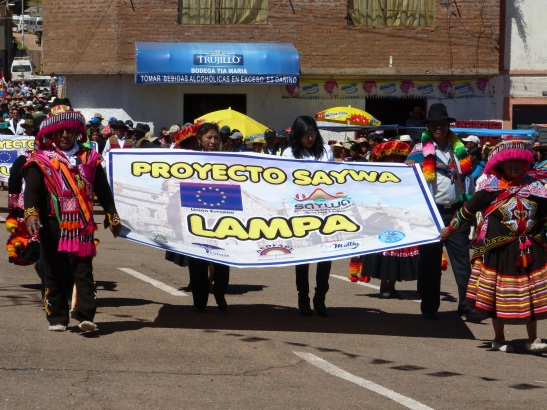 TRUJILLO
BODEGA TIA MARIA
TOMAR BEBIDAS ALCOHOLICAS EN EXCESO ES DAÑINO
PROYECTO SAYWA
SAYWA
Unión Europea
LAMPA